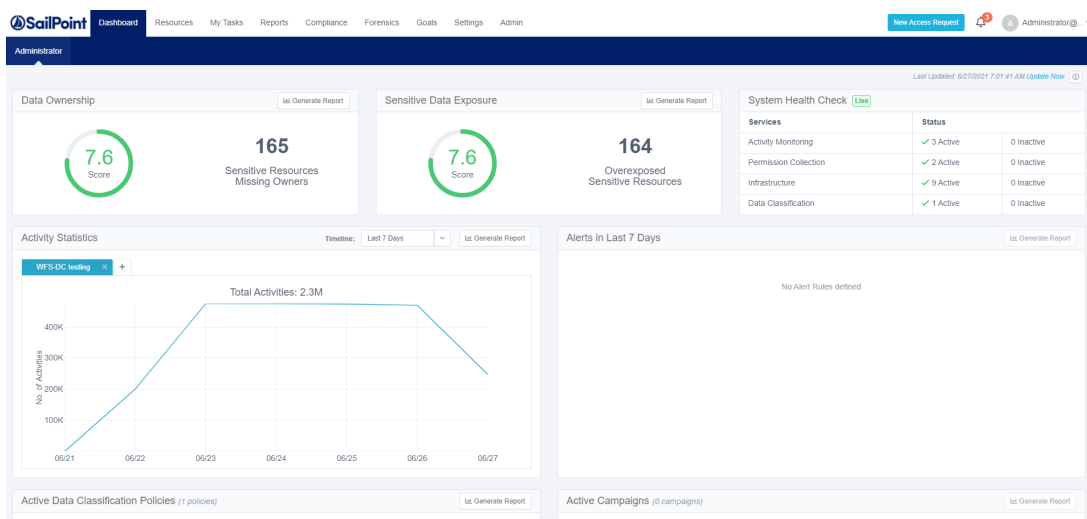 SailPoint Dashboard Resources My Tasks Reports Compliance Forensics Goals Settings Admin New Access Request 3 Administrator@...
Administrator
Last Updated: 6/27/2021 7:01:41 AM Update Now
Data Ownership Generate Report
7.6
Score
165
Sensitive Resources
Missing Owners
Sensitive Data Exposure Generate Report
7.6
Score
164
Overexposed
Sensitive Resources
System Health Check Live
Services Status
Activity Monitoring 3 Active 0 Inactive
Permission Collection 2 Active 0 Inactive
Infrastructure 9 Active 0 Inactive
Data Classification 1 Active 0 Inactive
Activity Statistics Timeline: Last 7 Days Generate Report
WFS-DC testing × +
Total Activities: 2.3M
No. of Activities
400K
300K
200K
100K
06/21 06/22 06/23 06/24 06/25 06/26 06/27
Alerts in Last 7 Days Generate Report
No Alert Rules defined
Active Data Classification Policies (1 policies) Generate Report
Active Campaigns (0 campaigns) Generate Report